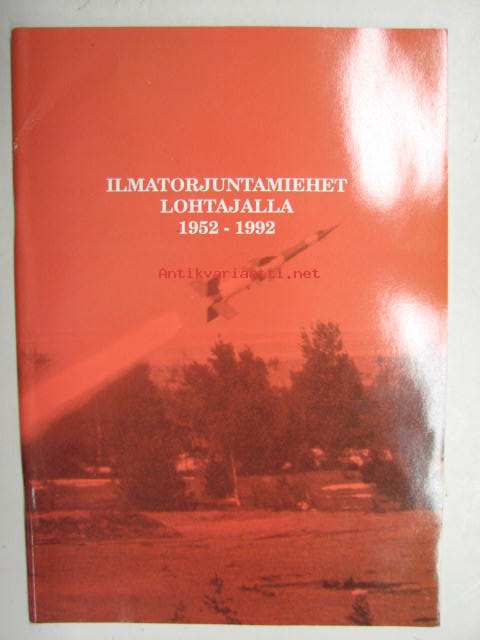 ILMATORJUNTAMIEHET
LOHTAJALLA
1952 - 1992
Antikvariaatti.net